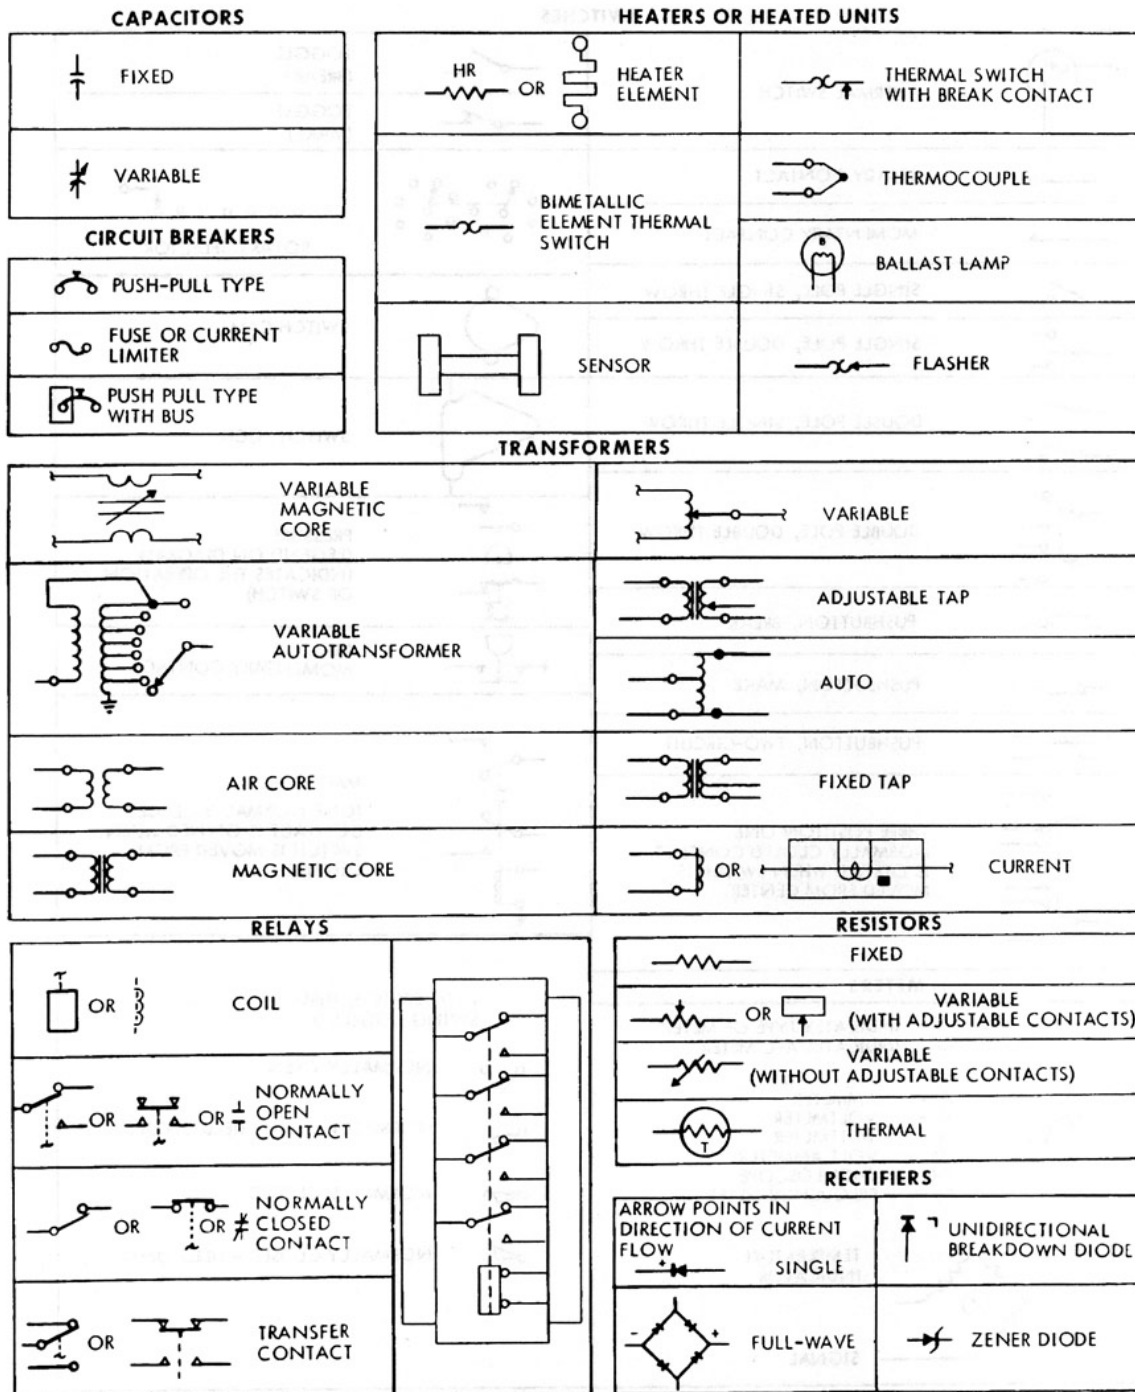 CAPACITORS
FIXED
VARIABLE
CIRCUIT BREAKERS
PUSH-PULL TYPE
FUSE OR CURRENT
LIMITER
PUSH PULL TYPE
WITH BUS
HEATERS OR HEATED UNITS
HR
OR
HEATER
ELEMENT
THERMAL SWITCH
WITH BREAK CONTACT
BIMETALLIC
ELEMENT THERMAL
SWITCH
THERMOCOUPLE
B
BALLAST LAMP
SENSOR
FLASHER
TRANSFORMERS
VARIABLE
MAGNETIC
CORE
VARIABLE
VARIABLE
AUTOTRANSFORMER
ADJUSTABLE TAP
AUTO
AIR CORE
FIXED TAP
MAGNETIC CORE
OR
CURRENT
RELAYS
OR
COIL
OR
OR
NORMALLY
OPEN
CONTACT
OR
OR
NORMALLY
CLOSED
CONTACT
OR
TRANSFER
CONTACT
RESISTORS
FIXED
OR
VARIABLE
(WITH ADJUSTABLE CONTACTS)
VARIABLE
(WITHOUT ADJUSTABLE CONTACTS)
T
THERMAL
RECTIFIERS
ARROW POINTS IN
DIRECTION OF CURRENT
FLOW
+
SINGLE
UNIDIRECTIONAL
BREAKDOWN DIODE
- +
FULL-WAVE
ZENER DIODE